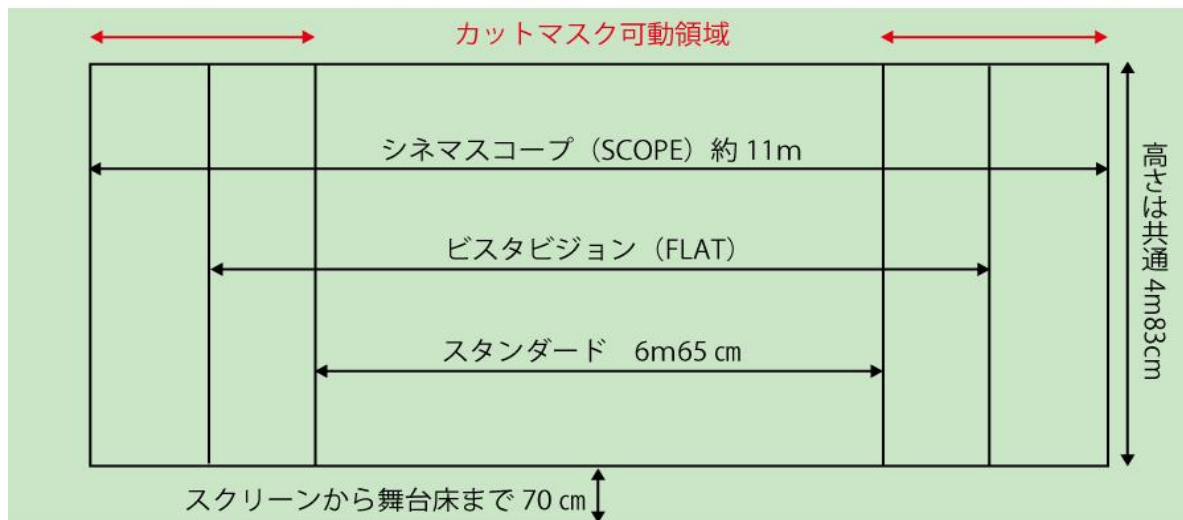 カットマスク可動領域
シネマスコープ（SCOPE）約 11m
ビスタビジョン（FLAT）
スタンダード　6m65 ㎝
高さは共通 4m83cm
スクリーンから舞台床まで 70 ㎝